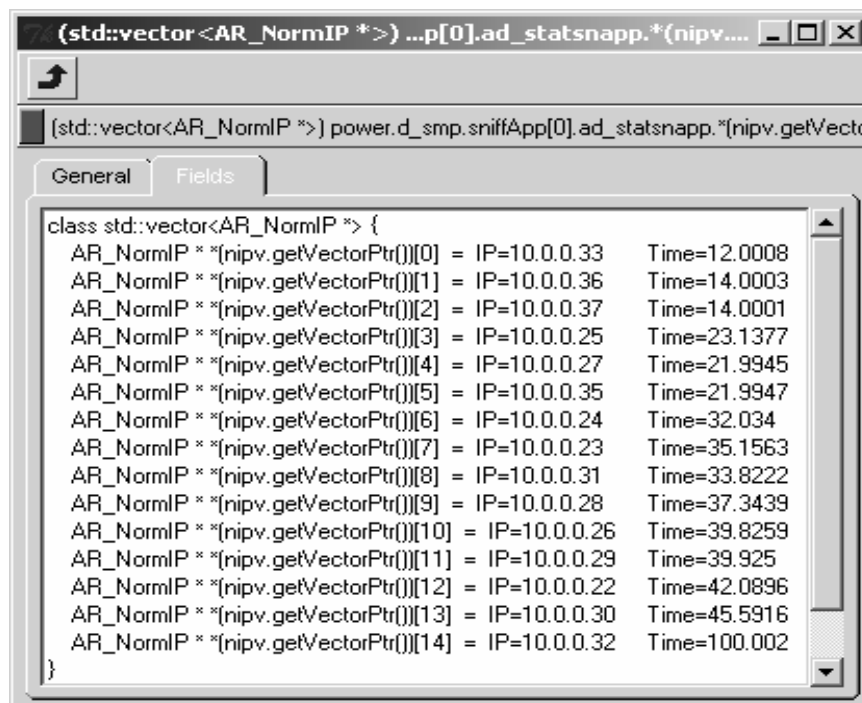 (std::vector<AR_NormIP *>) ...p[0].ad_statsnapp.*(nipv....
(std::vector<AR_NormIP *>) power.d_smp.sniffApp[0].ad_statsnapp.*(nipv.getVecto
General Fields
class std::vector<AR_NormIP *> {
AR_NormIP * *(nipv.getVectorPtr())[0] = IP=10.0.0.33 Time=12.0008
AR_NormIP * *(nipv.getVectorPtr())[1] = IP=10.0.0.36 Time=14.0003
AR_NormIP * *(nipv.getVectorPtr())[2] = IP=10.0.0.37 Time=14.0001
AR_NormIP * *(nipv.getVectorPtr())[3] = IP=10.0.0.25 Time=23.1377
AR_NormIP * *(nipv.getVectorPtr())[4] = IP=10.0.0.27 Time=21.9945
AR_NormIP * *(nipv.getVectorPtr())[5] = IP=10.0.0.35 Time=21.9947
AR_NormIP * *(nipv.getVectorPtr())[6] = IP=10.0.0.24 Time=32.034
AR_NormIP * *(nipv.getVectorPtr())[7] = IP=10.0.0.23 Time=35.1563
AR_NormIP * *(nipv.getVectorPtr())[8] = IP=10.0.0.31 Time=33.8222
AR_NormIP * *(nipv.getVectorPtr())[9] = IP=10.0.0.28 Time=37.3439
AR_NormIP * *(nipv.getVectorPtr())[10] = IP=10.0.0.26 Time=39.8259
AR_NormIP * *(nipv.getVectorPtr())[11] = IP=10.0.0.29 Time=39.925
AR_NormIP * *(nipv.getVectorPtr())[12] = IP=10.0.0.22 Time=42.0896
AR_NormIP * *(nipv.getVectorPtr())[13] = IP=10.0.0.30 Time=45.5916
AR_NormIP * *(nipv.getVectorPtr())[14] = IP=10.0.0.32 Time=100.002
}